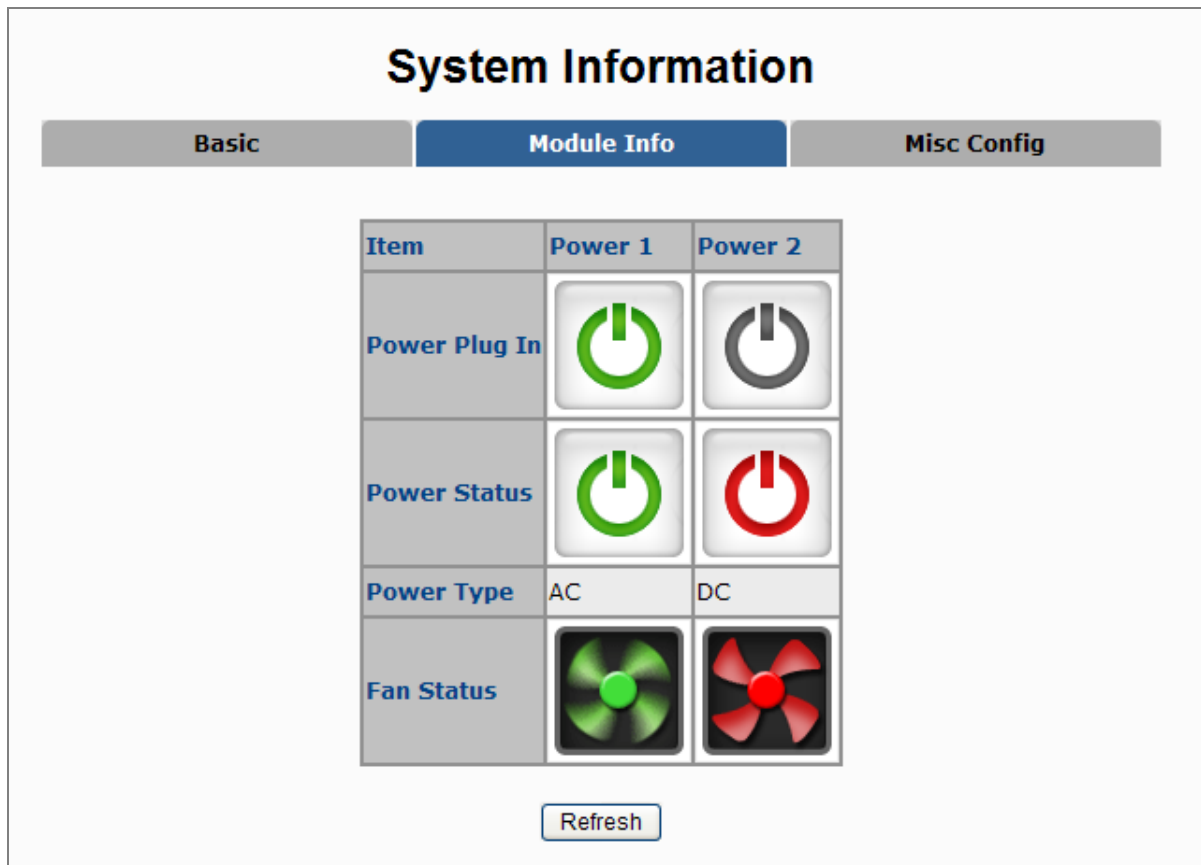 System Information
Basic Module Info Misc Config
Item Power 1 Power 2
Power Plug In
Power Status
Power Type AC DC
Fan Status
Refresh